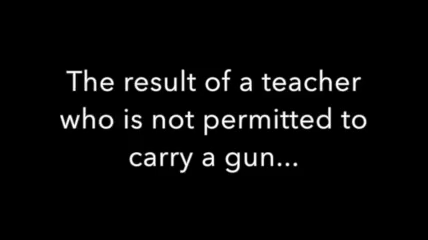 The result of a teacher
who is not permitted to
carry a gun...